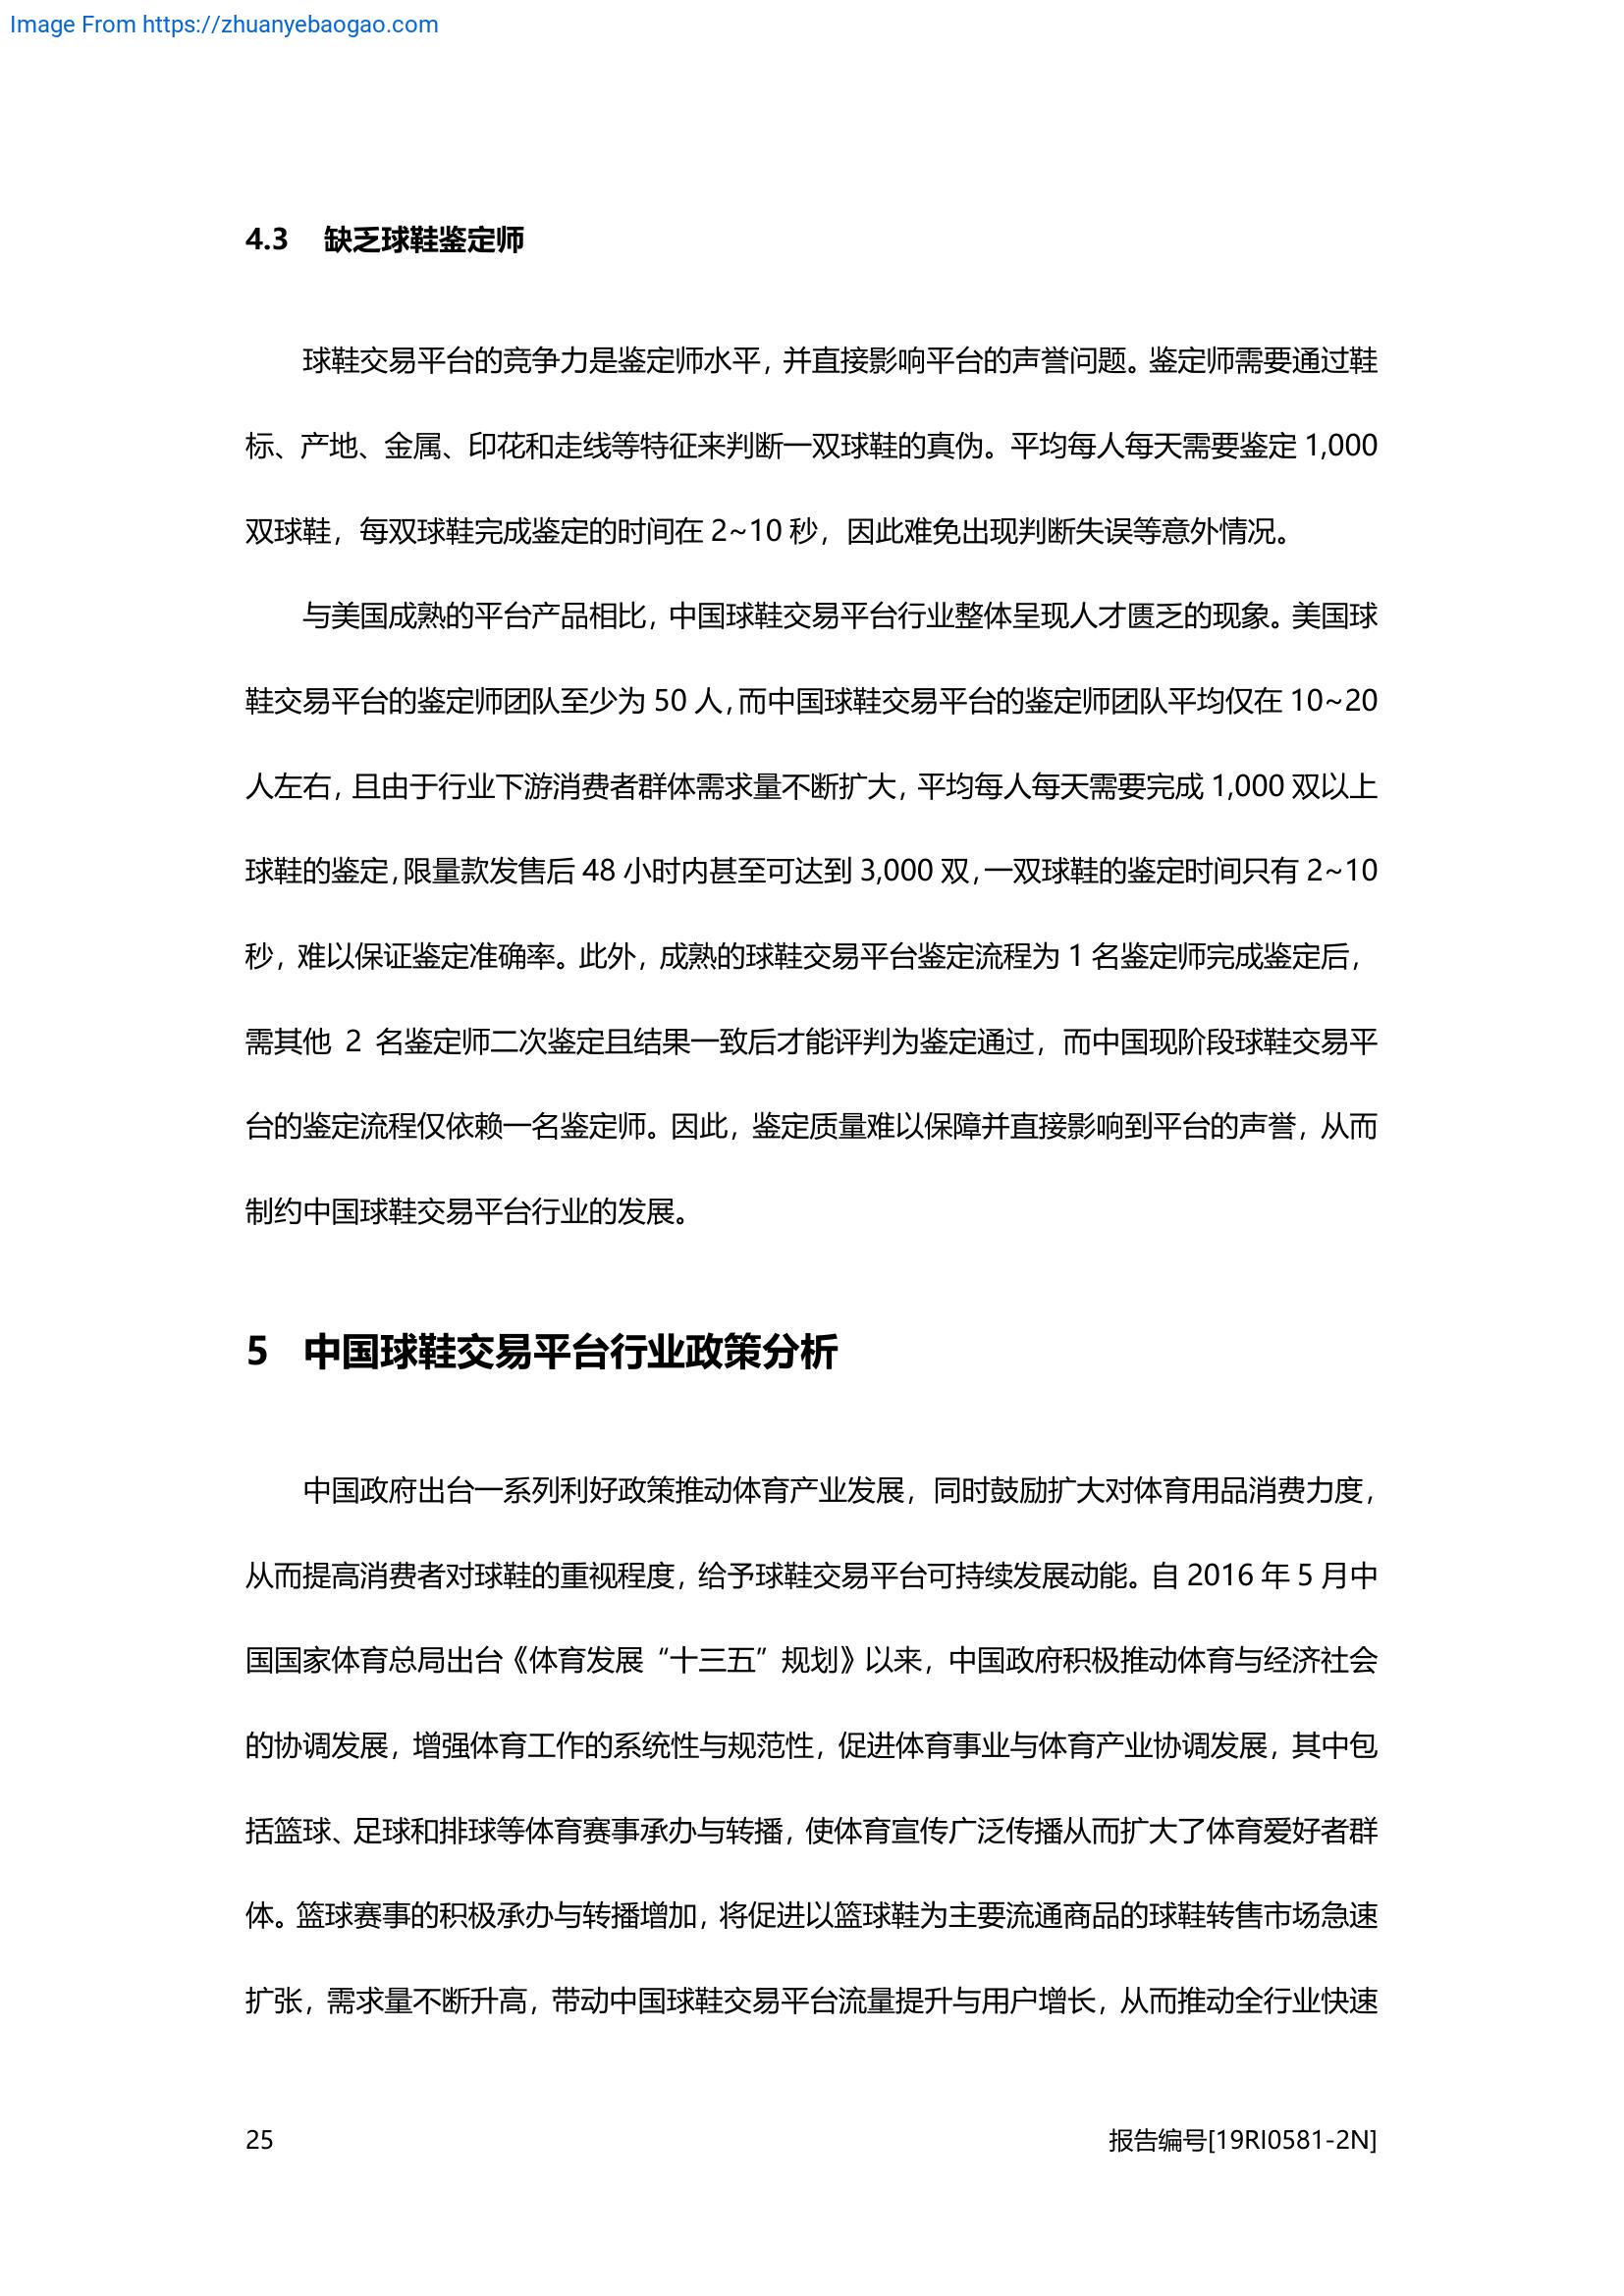 Image From https://zhuanyebaogao.com
4.3 缺乏球鞋鉴定师
球鞋交易平台的竞争力是鉴定师水平，并直接影响平台的声誉问题。鉴定师需要通过鞋
标、产地、金属、印花和走线等特征来判断一双球鞋的真伪。平均每人每天需要鉴定 1,000
双球鞋，每双球鞋完成鉴定的时间在 2~10 秒，因此难免出现判断失误等意外情况。
与美国成熟的平台产品相比，中国球鞋交易平台行业整体呈现人才匮乏的现象。美国球
鞋交易平台的鉴定师团队至少为 50 人，而中国球鞋交易平台的鉴定师团队平均仅在 10~20
人左右，且由于行业下游消费者群体需求量不断扩大，平均每人每天需要完成 1,000 双以上
球鞋的鉴定，限量款发售后 48 小时内甚至可达到 3,000 双，一双球鞋的鉴定时间只有 2~10
秒，难以保证鉴定准确率。此外，成熟的球鞋交易平台鉴定流程为 1 名鉴定师完成鉴定后，
需其他 2 名鉴定师二次鉴定且结果一致后才能评判为鉴定通过，而中国现阶段球鞋交易平
台的鉴定流程仅依赖一名鉴定师。因此，鉴定质量难以保障并直接影响到平台的声誉，从而
制约中国球鞋交易平台行业的发展。
5 中国球鞋交易平台行业政策分析
中国政府出台一系列利好政策推动体育产业发展，同时鼓励扩大对体育用品消费力度，
从而提高消费者对球鞋的重视程度，给予球鞋交易平台可持续发展动能。自 2016 年 5 月中
国国家体育总局出台《体育发展“十三五”规划》以来，中国政府积极推动体育与经济社会
的协调发展，增强体育工作的系统性与规范性，促进体育事业与体育产业协调发展，其中包
括篮球、足球和排球等体育赛事承办与转播，使体育宣传广泛传播从而扩大了体育爱好者群
体。篮球赛事的积极承办与转播增加，将促进以篮球鞋为主要流通商品的球鞋转售市场急速
扩张，需求量不断升高，带动中国球鞋交易平台流量提升与用户增长，从而推动全行业快速
25 报告编号[19RI0581-2N]